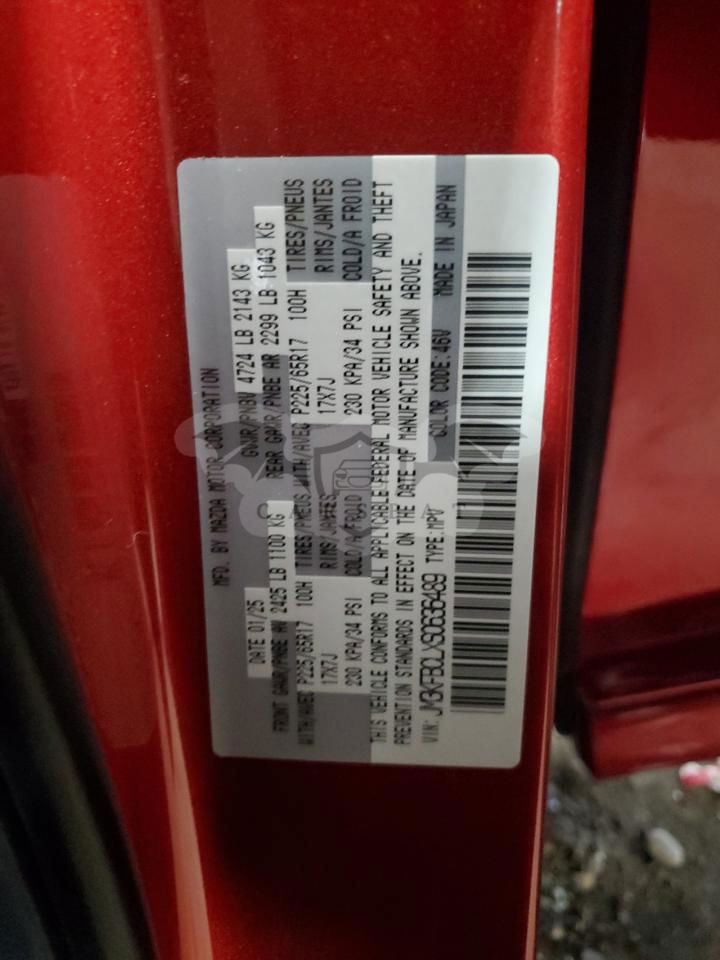 MFD. BY MAZDA MOTOR CORPORATION
DATE 01/25 GVWR/PNBV 4724 LB 2143 KG
FRONT GAWR/PNBE AV 2425 LB 1100 KG REAR GAWR/PNBE AR 2299 LB 1043 KG
WITH/AVEC P225/65R17 100H TIRES/PNEUS WITH/AVEC P225/65R17 100H TIRES/PNEUS
17X7J RIMS/JANTES 17X7J RIMS/JANTES
230 KPA/34 PSI COLD/A FROID 230 KPA/34 PSI COLD/A FROID
THIS VEHICLE CONFORMS TO ALL APPLICABLE FEDERAL MOTOR VEHICLE SAFETY AND THEFT
PREVENTION STANDARDS IN EFFECT ON THE DATE OF MANUFACTURE SHOWN ABOVE.
VIN: JM3KFBCLXS0636489 TYPE:MPV COLOR CODE:46V MADE IN JAPAN